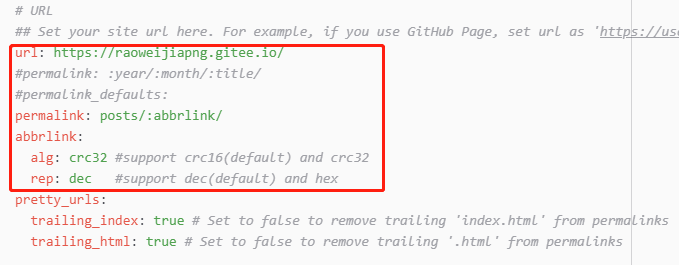 # URL
## Set your site url here. For example, if you use GitHub Page, set url as 'https://us
url: https://raoweijiapng.gitee.io/
#permalink: :year/:month/:title/
#permalink_defaults:
permalink: posts/:abbrlink/
abbrlink:
alg: crc32 #support crc16(default) and crc32
rep: dec #support dec(default) and hex
pretty_urls:
trailing_index: true # Set to false to remove trailing 'index.html' from permalinks
trailing_html: true # Set to false to remove trailing '.html' from permalinks